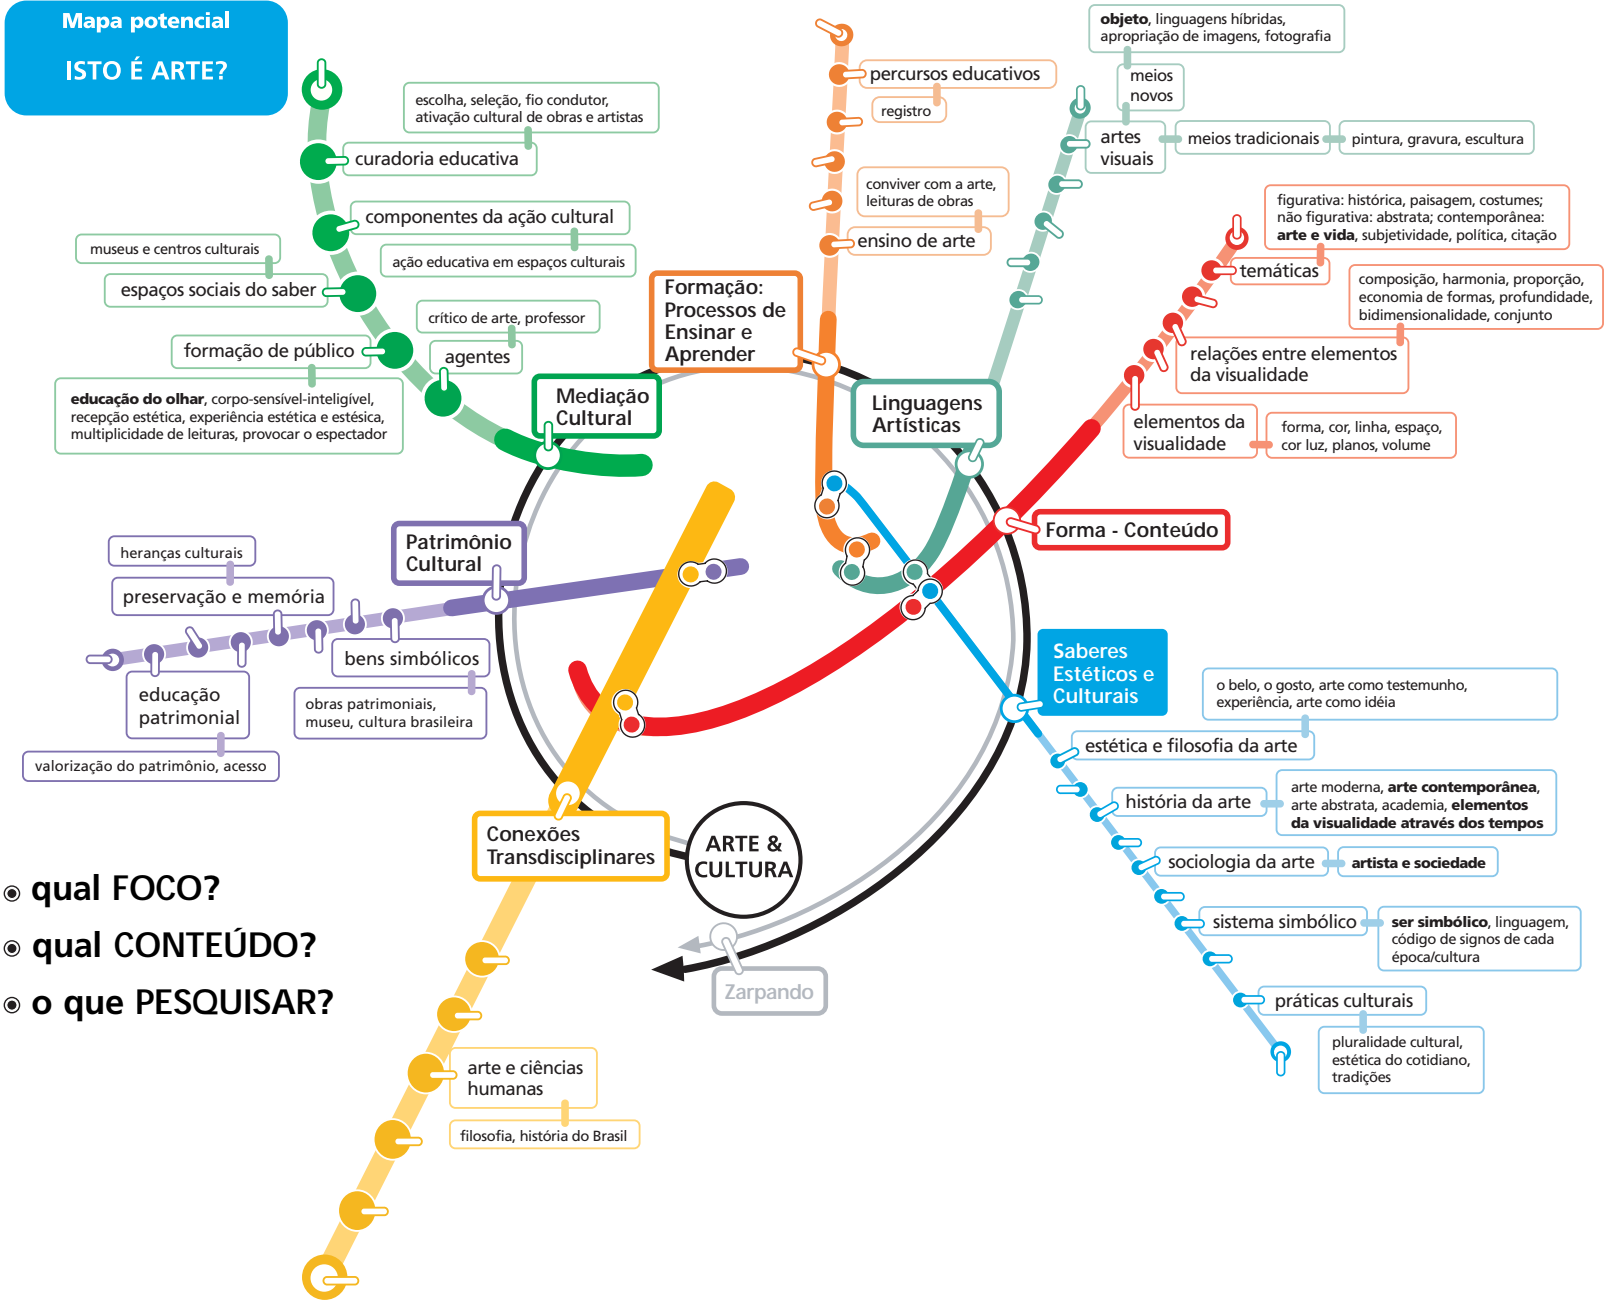 Mapa potencial
ISTO É ARTE?
escolha, seleção, fio condutor,
ativação cultural de obras e artistas
curadoria educativa
componentes da ação cultural
ação educativa em espaços culturais
museus e centros culturais
espaços sociais do saber
crítico de arte, professor
agentes
formação de público
educação do olhar, corpo-sensível-inteligível,
recepção estética, experiência estética e estésica,
multiplicidade de leituras, provocar o espectador
Mediação
Cultural
percursos educativos
registro
conviver com a arte,
leituras de obras
ensino de arte
Formação:
Processos de
Ensinar e
Aprender
objeto, linguagens híbridas,
apropriação de imagens, fotografia
meios
novos
artes
visuais
meios tradicionais
pintura, gravura, escultura
Linguagens
Artísticas
figurativa: histórica, paisagem, costumes;
não figurativa: abstrata; contemporânea:
arte e vida, subjetividade, política, citação
temáticas
composição, harmonia, proporção,
economia de formas, profundidade,
bidimensionalidade, conjunto
relações entre elementos
da visualidade
elementos da
visualidade
forma, cor, linha, espaço,
cor luz, planos, volume
Forma - Conteúdo
Patrimônio
Cultural
heranças culturais
preservação e memória
bens simbólicos
obras patrimoniais,
museu, cultura brasileira
educação
patrimonial
valorização do patrimônio, acesso
Saberes
Estéticos e
Culturais
o belo, o gosto, arte como testemunho,
experiência, arte como idéia
estética e filosofia da arte
história da arte
arte moderna, arte contemporânea,
arte abstrata, academia, elementos
da visualidade através dos tempos
sociologia da arte
artista e sociedade
sistema simbólico
ser simbólico, linguagem,
código de signos de cada
época/cultura
práticas culturais
pluralidade cultural,
estética do cotidiano,
tradições
Conexões
Transdisciplinares
ARTE &
CULTURA
Zarpando
arte e ciências
humanas
filosofia, história do Brasil
qual FOCO?
qual CONTEÚDO?
o que PESQUISAR?